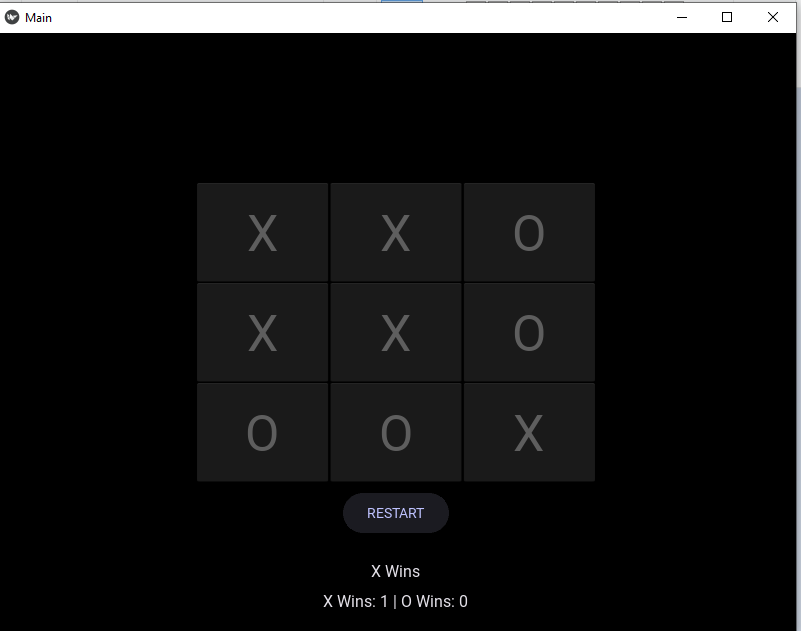 Main
X X O
X X O
O O X
RESTART
X Wins
X Wins: 1 | O Wins: 0